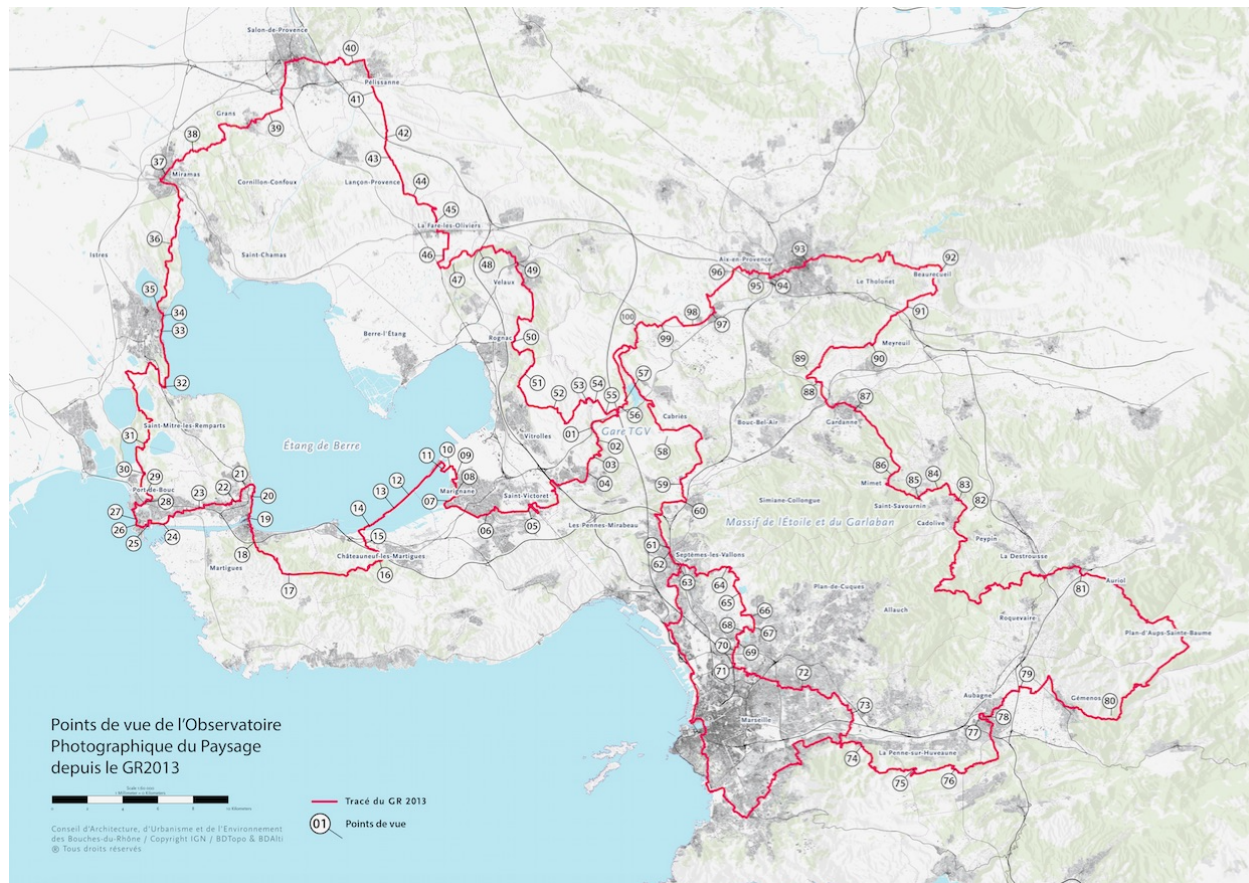 Salon-de-Provence
40
Pélissanne
41
Grans
39
42
38
43
37
Miramas
Cornillon-Confoux
Lançon-Provence
44
45
La Fare-les-Oliviers
36
Istres
Saint-Chamas
46
47
48
49
Velaux
93
Aix-en-Provence
92
96
95
94
Le Tholonet
Beaurecueil
35
34
33
100
98
97
91
99
Berre-l'Étang
Rognac
50
Meyreuil
90
89
88
57
32
51
52
53
54
55
56
Cabriès
87
Gardanne
Bouc-Bel-Air
Saint-Mitre-les-Remparts
31
Étang de Berre
Vitrolles
01
Gare TGV
02
58
03
04
30
29
Port-de-Bouc
28
21
22
23
20
11
10
09
08
12
13
07
Marignane
Saint-Victoret
59
60
Simiane-Collongue
86
Mimet
85
84
83
82
Saint-Savournin
Cadolive
27
26
25
24
19
14
06
05
Les Pennes-Mirabeau
Massif de l'Etoile et du Garlaban
Peypin
18
Martigues
15
Châteauneuf-les-Martigues
16
17
61
62
Septèmes-les-Vallons
63
64
65
66
67
68
69
70
71
72
Plan-de-Cuques
Allauch
La Destrousse
81
Auriol
Roquevaire
Plan-d'Aups-Sainte-Baume
79
Aubagne
Gémenos
80
73
Marseille
78
77
74
La Penne-sur-Huveaune
75
76
Points de vue de l'Observatoire
Photographique du Paysage
depuis le GR2013
0 2 4 6 8 10 Kilomètres
Tracé du GR 2013
01 Points de vue
Conseil d'Architecture, d'Urbanisme et de l'Environnement
des Bouches-du-Rhône / Copyright IGN / BDTopo & BDAlti
® Tous droits réservés